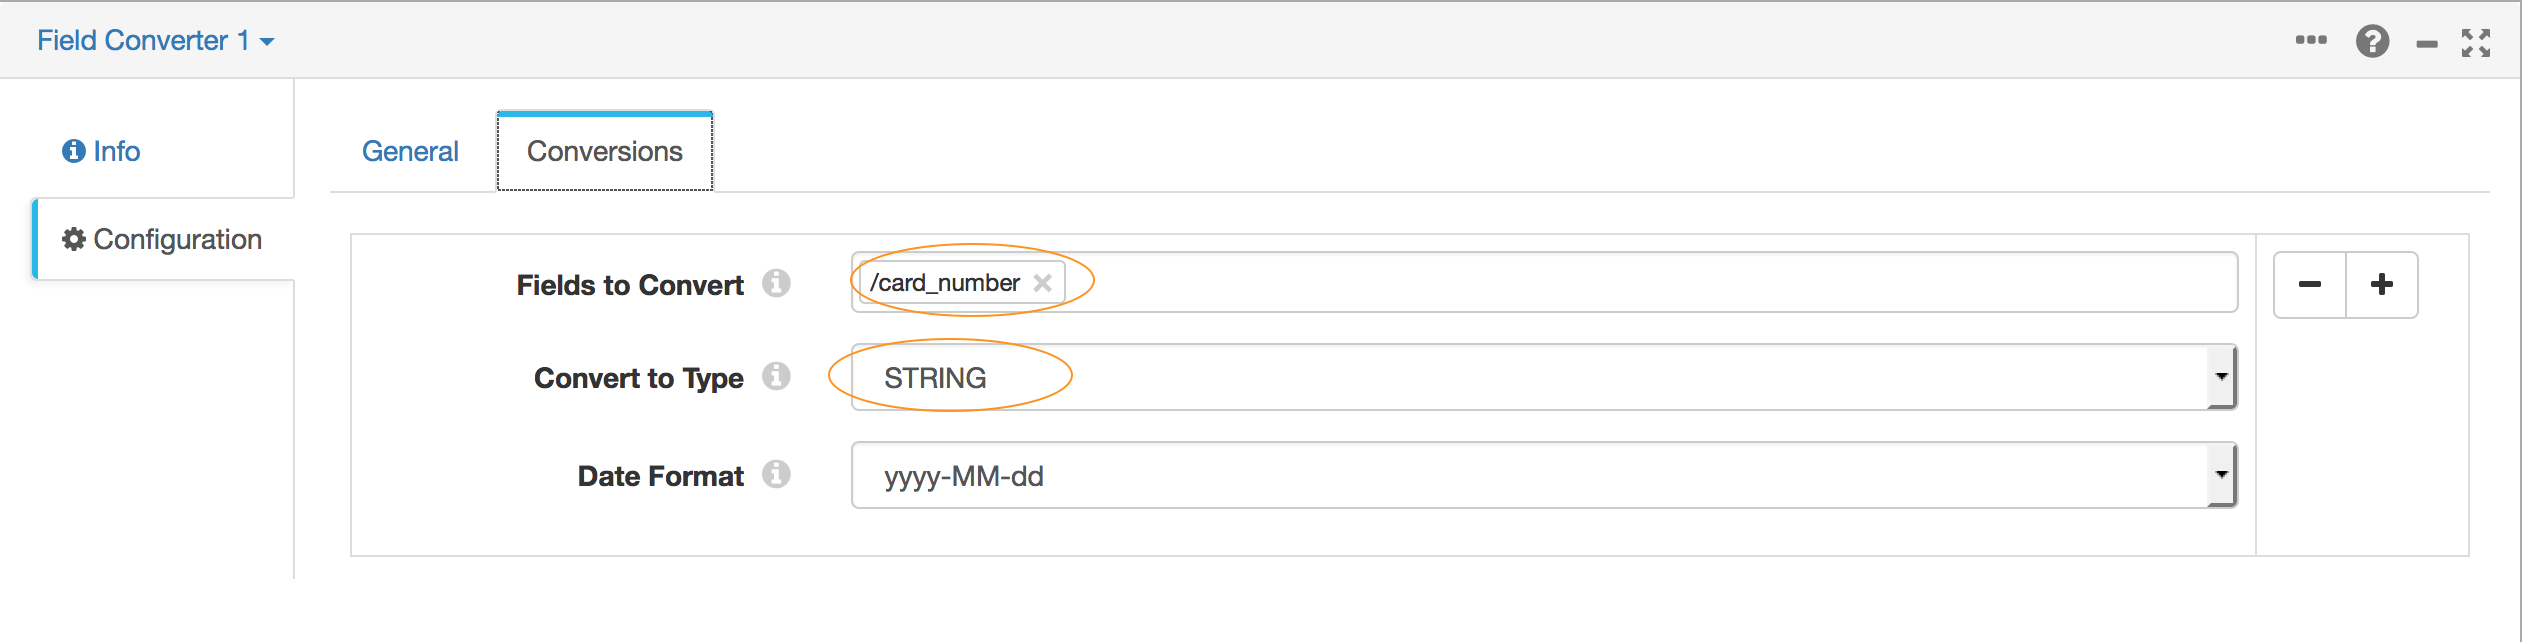 Field Converter 1
Info
General
Conversions
Configuration
Fields to Convert
/card_number
Convert to Type
STRING
Date Format
yyyy-MM-dd